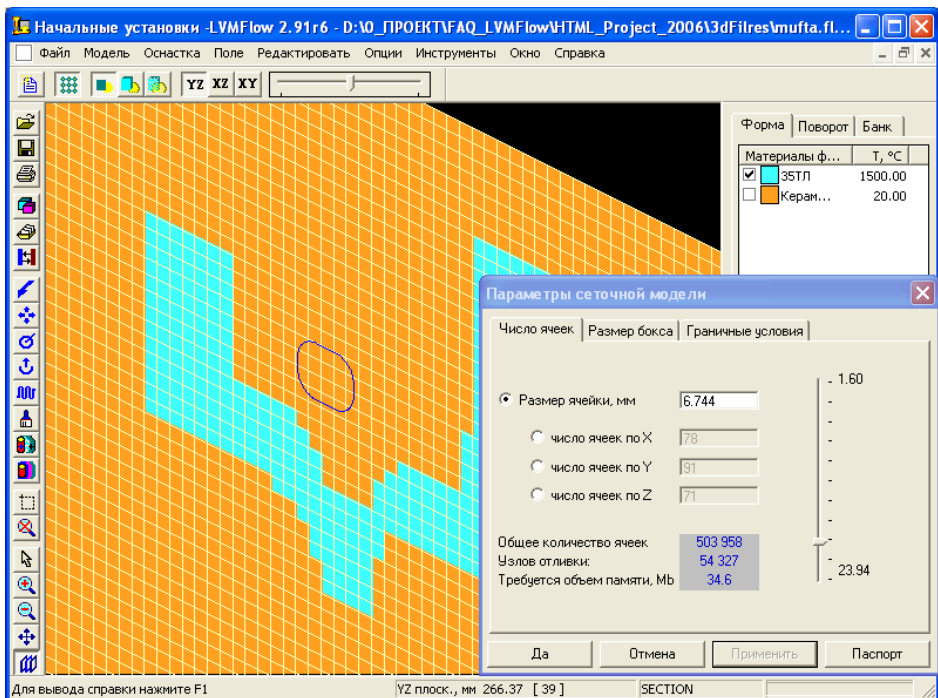 Начальные установки -LVMFlow 2.91r6 - D:\0_ПРОЕКТ\FAQ_LVMFlow\HTML_Project_2006\3dFilres\mufta.fl...
Файл Модель Оснастка Поле Редактировать Опции Инструменты Окно Справка
YZ XZ XY
Форма Поворот Банк
Материалы ф... T, °C
35ТЛ 1500.00
Керам... 20.00
Параметры сеточной модели
Число ячеек Размер бокса Граничные условия
1.60
Размер ячейки, мм 6.744
число ячеек по X 78
число ячеек по Y 91
число ячеек по Z 71
Общее количество ячеек 503 958
Узлов отливки: 54 327
Требуется объем памяти, Mb 34.6
23.94
Да Отмена Применить Паспорт
Для вывода справки нажмите F1 YZ плоск., мм 266.37 [ 39 ] SECTION